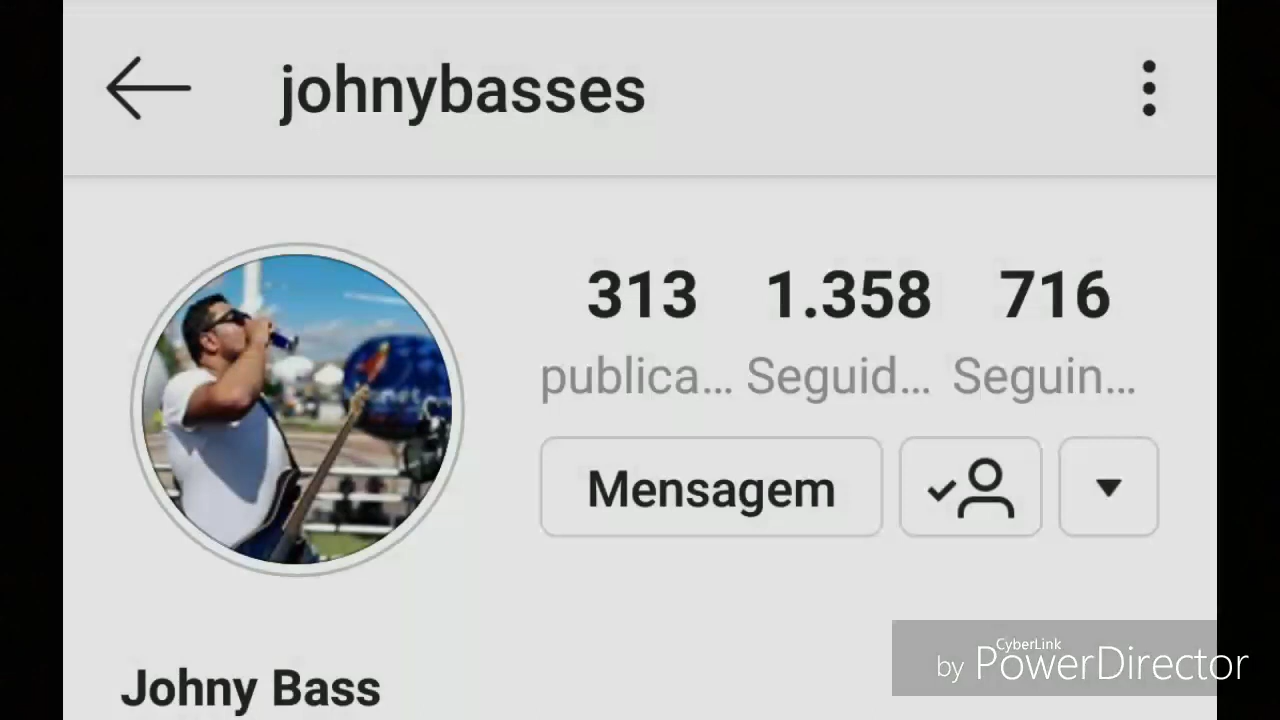 johnybasses
313 1.358 716
publica... Seguid... Seguin...
Mensagem
Johny Bass
CyberLink
by PowerDirector